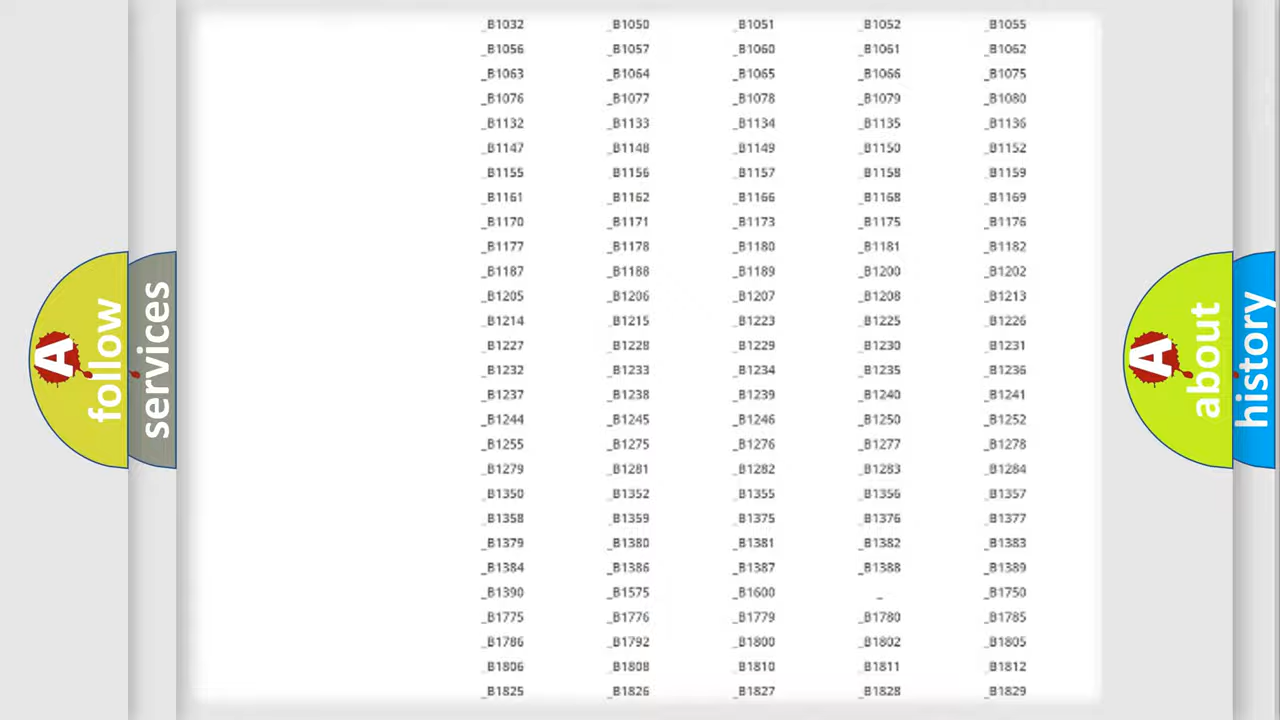 _B1032 _B1050 _B1051 _B1052 _B1055
_B1056 _B1057 _B1060 _B1061 _B1062
_B1063 _B1064 _B1065 _B1066 _B1075
_B1076 _B1077 _B1078 _B1079 _B1080
_B1132 _B1133 _B1134 _B1135 _B1136
_B1147 _B1148 _B1149 _B1150 _B1152
_B1155 _B1156 _B1157 _B1158 _B1159
_B1161 _B1162 _B1166 _B1168 _B1169
_B1170 _B1171 _B1173 _B1175 _B1176
_B1177 _B1178 _B1180 _B1181 _B1182
_B1187 _B1188 _B1189 _B1200 _B1202
_B1205 _B1206 _B1207 _B1208 _B1213
_B1214 _B1215 _B1223 _B1225 _B1226
_B1227 _B1228 _B1229 _B1230 _B1231
_B1232 _B1233 _B1234 _B1235 _B1236
_B1237 _B1238 _B1239 _B1240 _B1241
_B1244 _B1245 _B1246 _B1250 _B1252
_B1255 _B1275 _B1276 _B1277 _B1278
_B1279 _B1281 _B1282 _B1283 _B1284
_B1350 _B1352 _B1355 _B1356 _B1357
_B1358 _B1359 _B1375 _B1376 _B1377
_B1379 _B1380 _B1381 _B1382 _B1383
_B1384 _B1386 _B1387 _B1388 _B1389
_B1390 _B1575 _B1600 _ _B1750
_B1775 _B1776 _B1779 _B1780 _B1785
_B1786 _B1792 _B1800 _B1802 _B1805
_B1806 _B1808 _B1810 _B1811 _B1812
_B1825 _B1826 _B1827 _B1828 _B1829
A
follow
services
A
about
history